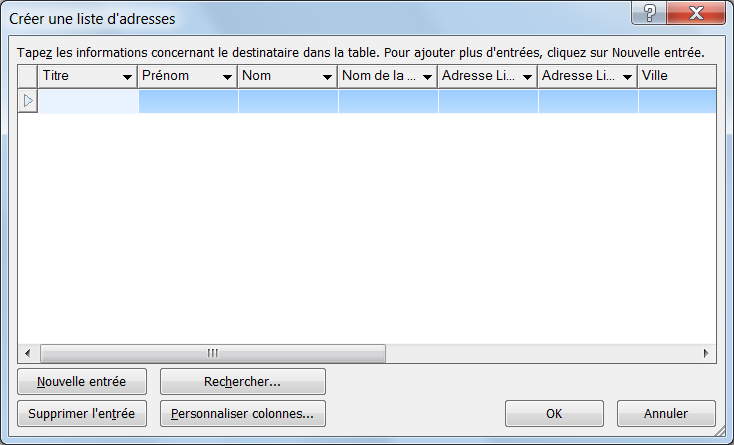 Créer une liste d'adresses
Tapez les informations concernant le destinataire dans la table. Pour ajouter plus d'entrées, cliquez sur Nouvelle entrée.
Titre Prénom Nom Nom de la ... Adresse Li... Adresse Li... Ville
Nouvelle entrée Rechercher...
Supprimer l'entrée Personnaliser colonnes... OK Annuler